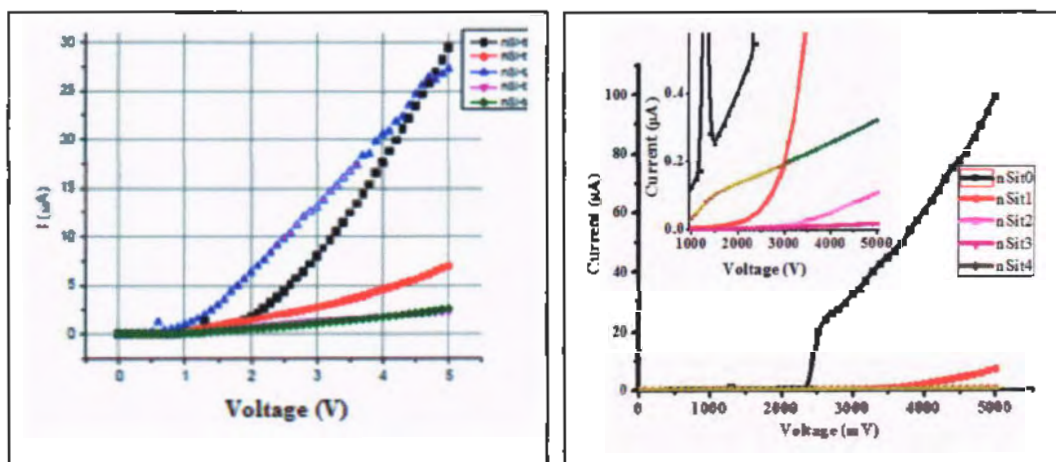 30
25
20
15
10
5
0
0 1 2 3 4 5
Voltage (V)
Current (μA)
100
80
60
40
20
0
0 1000 2000 3000 4000 5000
Voltage (mV)
nSit0
nSit1
nSit2
nSit3
nSit4
Current (μA)
0.4
0.2
0.0
1000 2000 3000 4000 5000
Voltage (V)